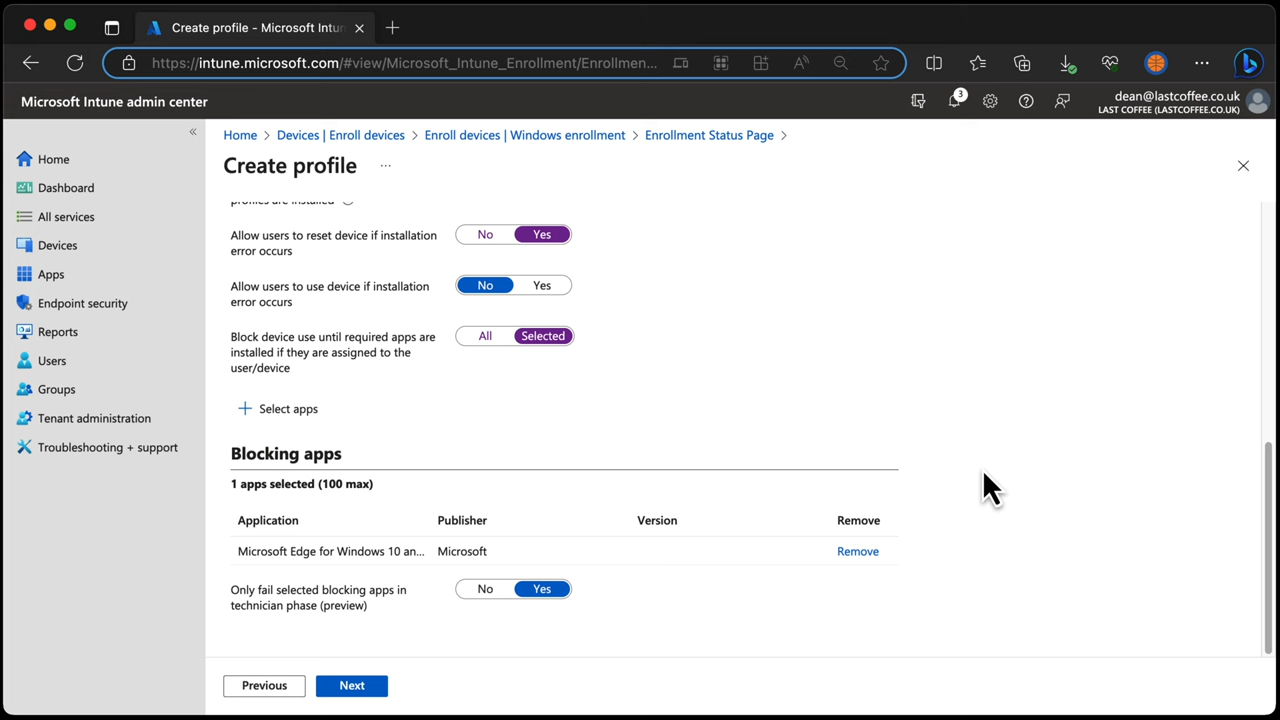 Create profile - Microsoft Intun
https://intune.microsoft.com/#view/Microsoft_Intune_Enrollment/Enrollmen...
Microsoft Intune admin center
3
dean@lastcoffee.co.uk
LAST COFFEE (LASTCOFFEE.CO.UK)
Home > Devices | Enroll devices > Enroll devices | Windows enrollment > Enrollment Status Page >
Create profile ...
Home
Dashboard
All services
Devices
Apps
Endpoint security
Reports
Users
Groups
Tenant administration
Troubleshooting + support
profiles are installed
Allow users to reset device if installation
error occurs
No Yes
Allow users to use device if installation
error occurs
No Yes
Block device use until required apps are
installed if they are assigned to the
user/device
All Selected
Select apps
Blocking apps
1 apps selected (100 max)
Application Publisher Version Remove
Microsoft Edge for Windows 10 an... Microsoft Remove
Only fail selected blocking apps in
technician phase (preview)
No Yes
Previous Next